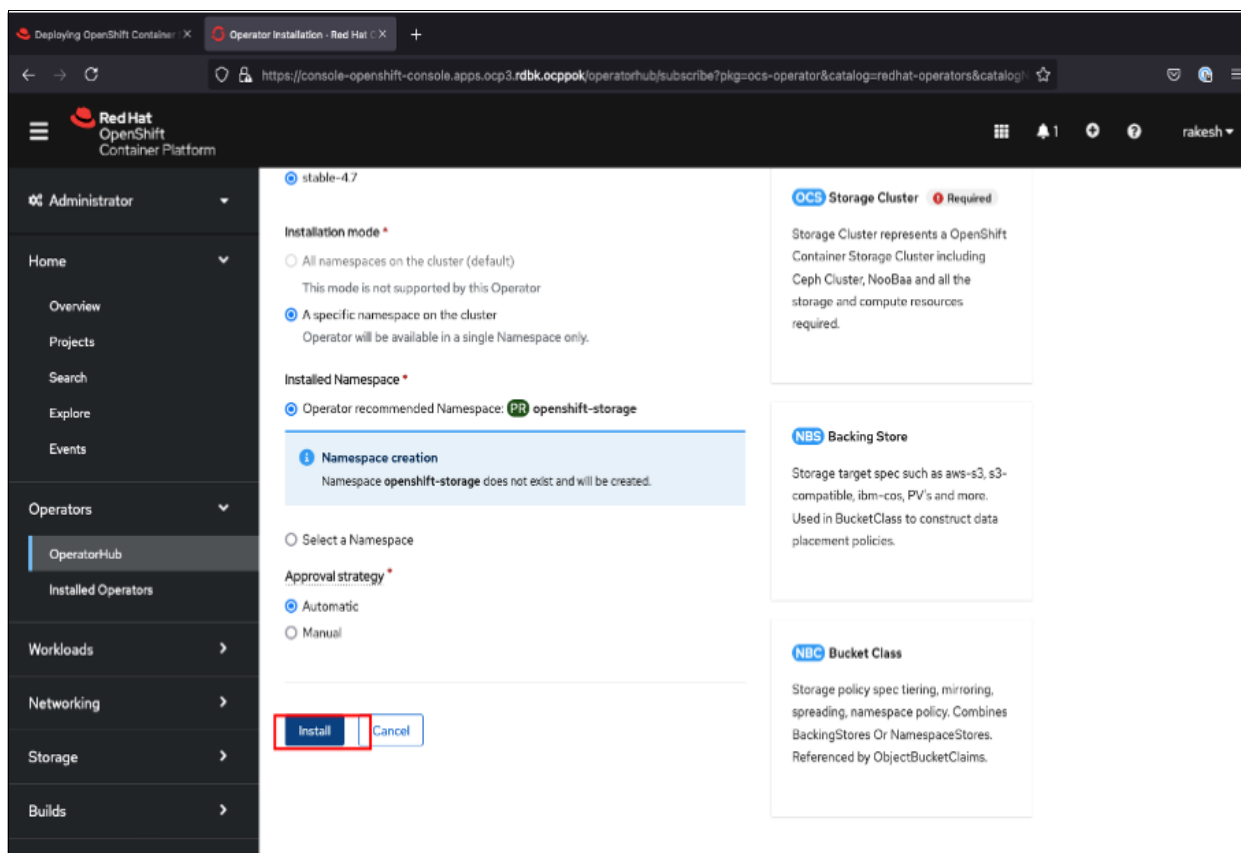 Deploying OpenShift Container
Operator Installation - Red Hat C
https://console-openshift-console.apps.ocp3.rdbk.ocppok/operatorhub/subscribe?pkg=ocs-operator&catalog=redhat-operators&catalogN
Red Hat
OpenShift
Container Platform
1
rakesh
Administrator
Home
Overview
Projects
Search
Explore
Events
Operators
OperatorHub
Installed Operators
Workloads
Networking
Storage
Builds
stable-4.7
Installation mode *
All namespaces on the cluster (default)
This mode is not supported by this Operator
A specific namespace on the cluster
Operator will be available in a single Namespace only.
Installed Namespace *
Operator recommended Namespace: PR openshift-storage
Namespace creation
Namespace openshift-storage does not exist and will be created.
Select a Namespace
Approval strategy *
Automatic
Manual
Install
Cancel
OCS Storage Cluster Required
Storage Cluster represents a OpenShift
Container Storage Cluster including
Ceph Cluster, NooBaa and all the
storage and compute resources
required.
NBS Backing Store
Storage target spec such as aws-s3, s3-
compatible, ibm-cos, PV's and more.
Used in BucketClass to construct data
placement policies.
NBC Bucket Class
Storage policy spec tiering, mirroring,
spreading, namespace policy. Combines
BackingStores Or NamespaceStores.
Referenced by ObjectBucketClaims.